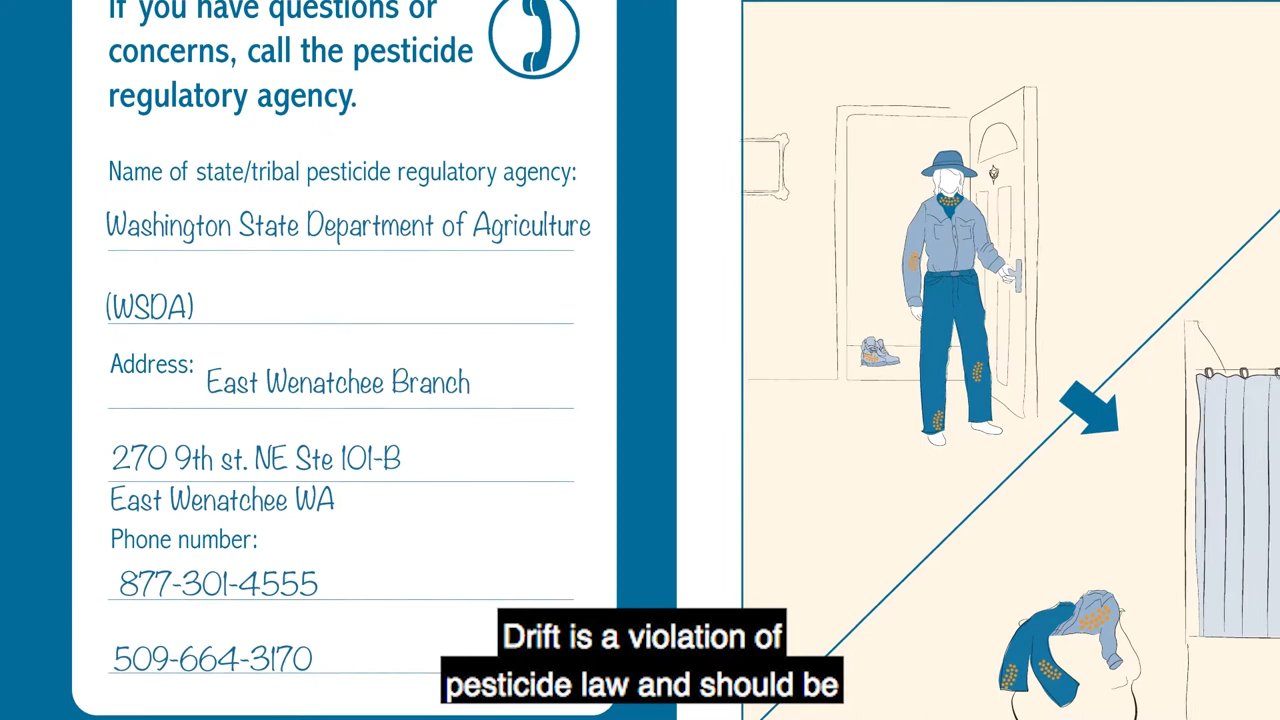 If you have questions or
concerns, call the pesticide
regulatory agency.
Name of state/tribal pesticide regulatory agency:
Washington State Department of Agriculture
(WSDA)
Address:
East Wenatchee Branch
270 9th st. NE Ste 101-B
East Wenatchee WA
Phone number:
877-301-4555
509-664-3170
Drift is a violation of
pesticide law and should be